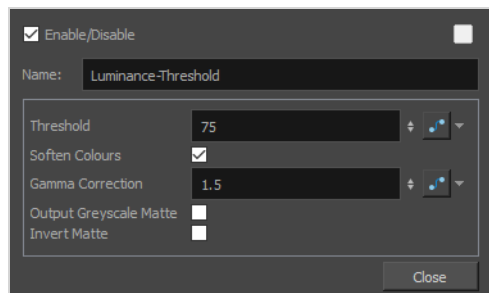 Enable/Disable
Name: Luminance-Threshold
Threshold 75
Soften Colours
Gamma Correction 1.5
Output Greyscale Matte
Invert Matte
Close